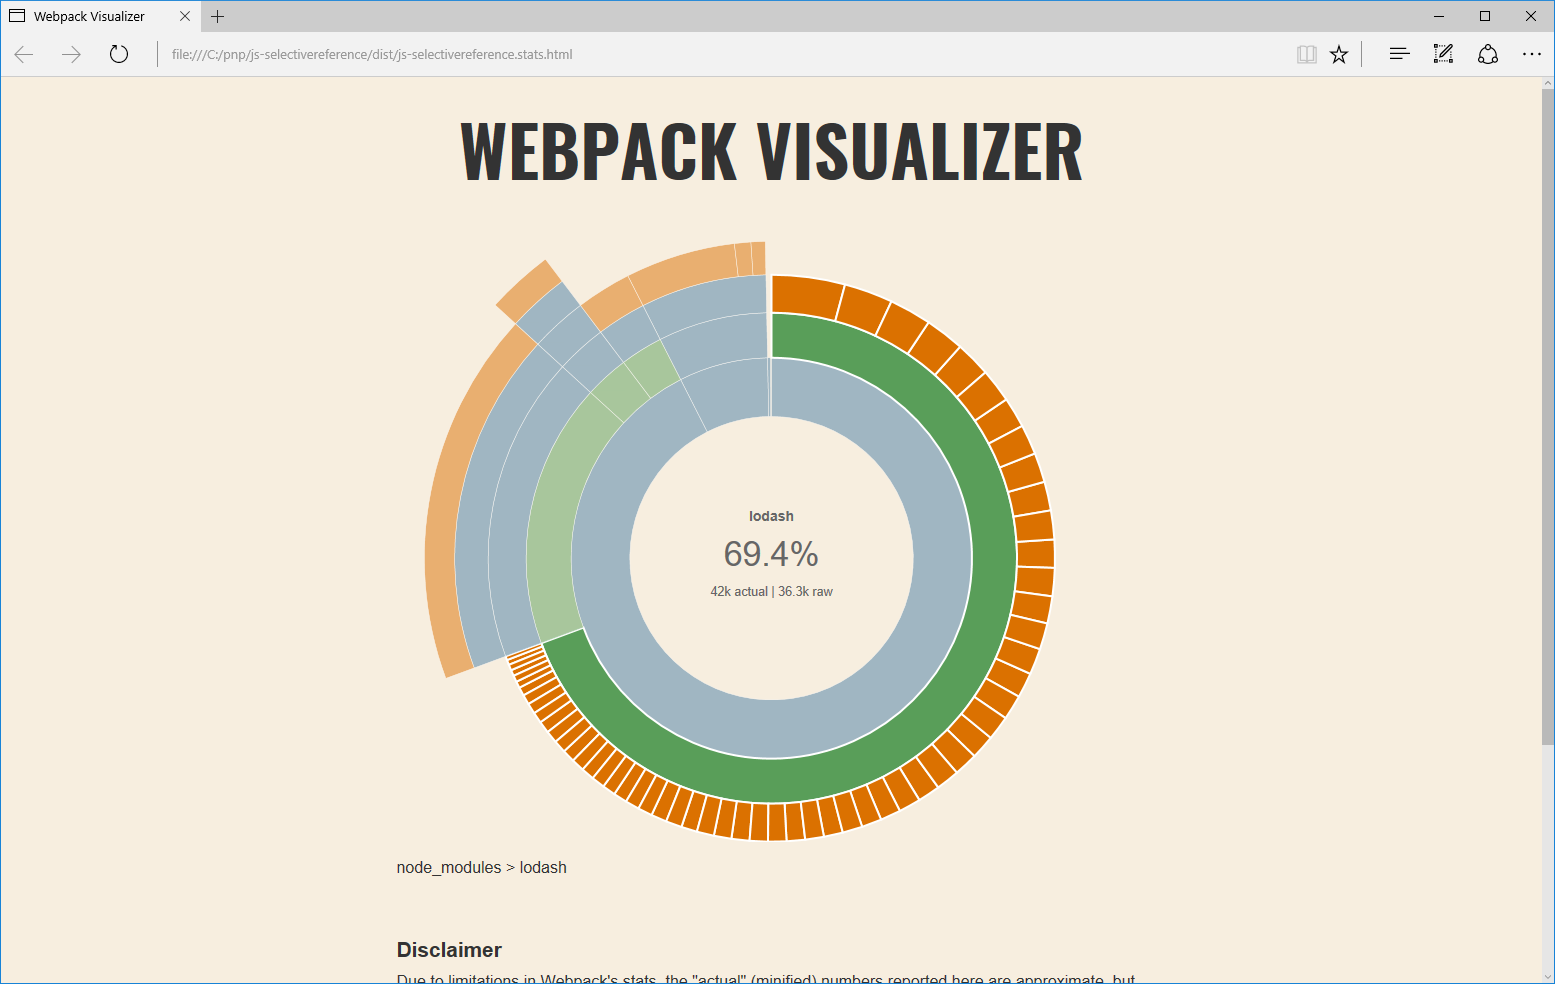 Webpack Visualizer
file:///C:/pnp/js-selectivereference/dist/js-selectivereference.stats.html
WEBPACK VISUALIZER
lodash
69.4%
42k actual | 36.3k raw
node_modules > lodash
Disclaimer
Due to limitations in Webpack's stats, the "actual" (minified) numbers reported here are approximate, but